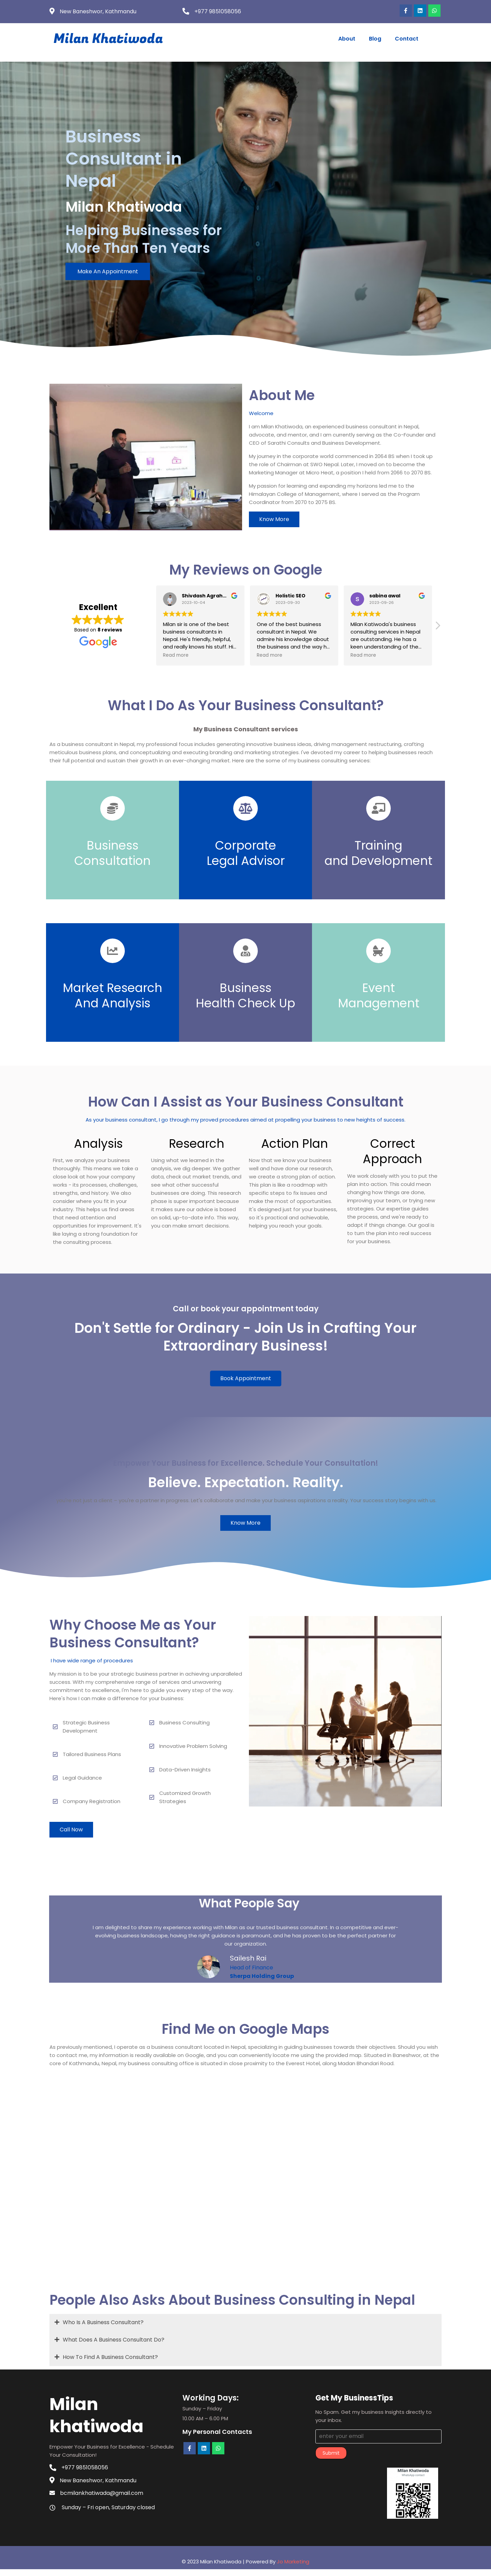 New Baneshwor, Kathmandu
+977 9851058056
Milan Khatiwoda
About
Blog
Contact
Business
Consultant in
Nepal
Milan Khatiwoda
Helping Businesses for
More Than Ten Years
Make An Appointment
About Me
Welcome
I am Milan Khatiwoda, an experienced business consultant in Nepal,
advocate, and mentor, and I am currently serving as the Co-Founder and
CEO of Sarathi Consults and Business Development.
My journey in the corporate world commenced in 2064 BS when I took up
the role of Chairman at SWO Nepal. Later, I moved on to become the
Marketing Manager at Micro Herat, a position I held from 2066 to 2070 BS.
My passion for learning and expanding my horizons led me to the
Himalayan College of Management, where I served as the Program
Coordinator from 2070 to 2075 BS.
Know More
My Reviews on Google
Excellent
Based on 8 reviews
Google
Shivdash Agrah...
Milan sir is one of the best
business consultants in
Nepal. He's friendly, helpful,
and really knows his stuff. Hi...
Read more
Holistic SEO
One of the best business
consultant in Nepal. We
admire his knowledge about
the business and the way h...
Read more
S
sabina awal
Milan Katiwoda's business
consulting services in Nepal
are outstanding. He has a
keen understanding of the...
Read more
What I Do As Your Business Consultant?
My Business Consultant services
As a business consultant in Nepal, my professional focus includes generating innovative business ideas, driving management restructuring, crafting
meticulous business plans, and conceptualizing and executing branding and marketing strategies. I've devoted my career to helping businesses reach
their full potential and sustain their growth in an ever-changing market. Here are the some of my business consulting services:
Business
Consultation
Corporate
Legal Advisor
Training
and Development
Market Research
And Analysis
Business
Health Check Up
Event
Management
How Can I Assist as Your Business Consultant
As your business consultant, I go through my proved procedures aimed at propelling your business to new heights of success.
Analysis
First, we analyze your business
thoroughly. This means we take a
close look at how your company
works - its processes, challenges,
strengths, and history. We also
consider where you fit in your
industry. This helps us find areas
that need attention and
opportunities for improvement. It's
like laying a strong foundation for
the consulting process.
Research
Using what we learned in the
analysis, we dig deeper. We gather
data, check out market trends, and
see what other successful
businesses are doing. This research
phase is super important because
it makes sure our advice is based
on solid, up-to-date info. This way,
you can make smart decisions.
Action Plan
Now that we know your business
well and have done our research,
we create a strong plan of action.
This plan is like a roadmap with
specific steps to fix issues and
make the most of opportunities.
It's designed just for your business,
so it's practical and achievable,
helping you reach your goals.
Correct
Approach
We work closely with you to put the
plan into action. This could mean
changing how things are done,
improving your team, or trying new
strategies. Our expertise guides
the process, and we're ready to
adapt if things change. Our goal is
to turn the plan into real success
for your business.
Call or book your appointment today
Don't Settle for Ordinary - Join Us in Crafting Your
Extraordinary Business!
Book Appointment
Your Business for Excellence. Schedule Your Consultation!
Believe. Expectation. Reality.
Know More
Why Choose Me as Your
Business Consultant?
I have wide range of procedures
My mission is to be your strategic business partner in achieving unparalleled
success. With my comprehensive range of services and unwavering
commitment to excellence, I'm here to guide you every step of the way.
Here's how I can make a difference for your business:
Strategic Business
Development
Tailored Business Plans
Legal Guidance
Company Registration
Business Consulting
Innovative Problem Solving
Data-Driven Insights
Customized Growth
Strategies
Call Now
What People Say
I am delighted to share my experience working with Milan as our trusted business consultant. In a competitive and ever-
evolving business landscape, having the right guidance is paramount, and he has proven to be the perfect partner for
our organization.
Sailesh Rai
Head of Finance
Sherpa Holding Group
Find Me on Google Maps
As previously mentioned, I operate as a business consultant located in Nepal, specializing in guiding businesses towards their objectives. Should you wish
to contact me, my information is readily available on Google, and you can conveniently locate me using the provided map. Situated in Baneshwor, at the
core of Kathmandu, Nepal, my business consulting office is situated in close proximity to the Everest Hotel, along Madan Bhandari Road.
People Also Asks About Business Consulting in Nepal
Who Is A Business Consultant?
What Does A Business Consultant Do?
How To Find A Business Consultant?
Milan
khatiwoda
Empower Your Business for Excellence - Schedule
Your Consultation!
+977 9851058056
New Baneshwor, Kathmandu
bcmilankhatiwada@gmail.com
Sunday – Fri open, Saturday closed
Working Days:
Sunday – Friday
10:00 AM – 6:00 PM
My Personal Contacts
Get My BusinessTips
No Spam. Get my business Insights directly to
your inbox.
enter your email
Submit
Milan Khatiwoda
© 2023 Milan Khatiwoda | Powered By